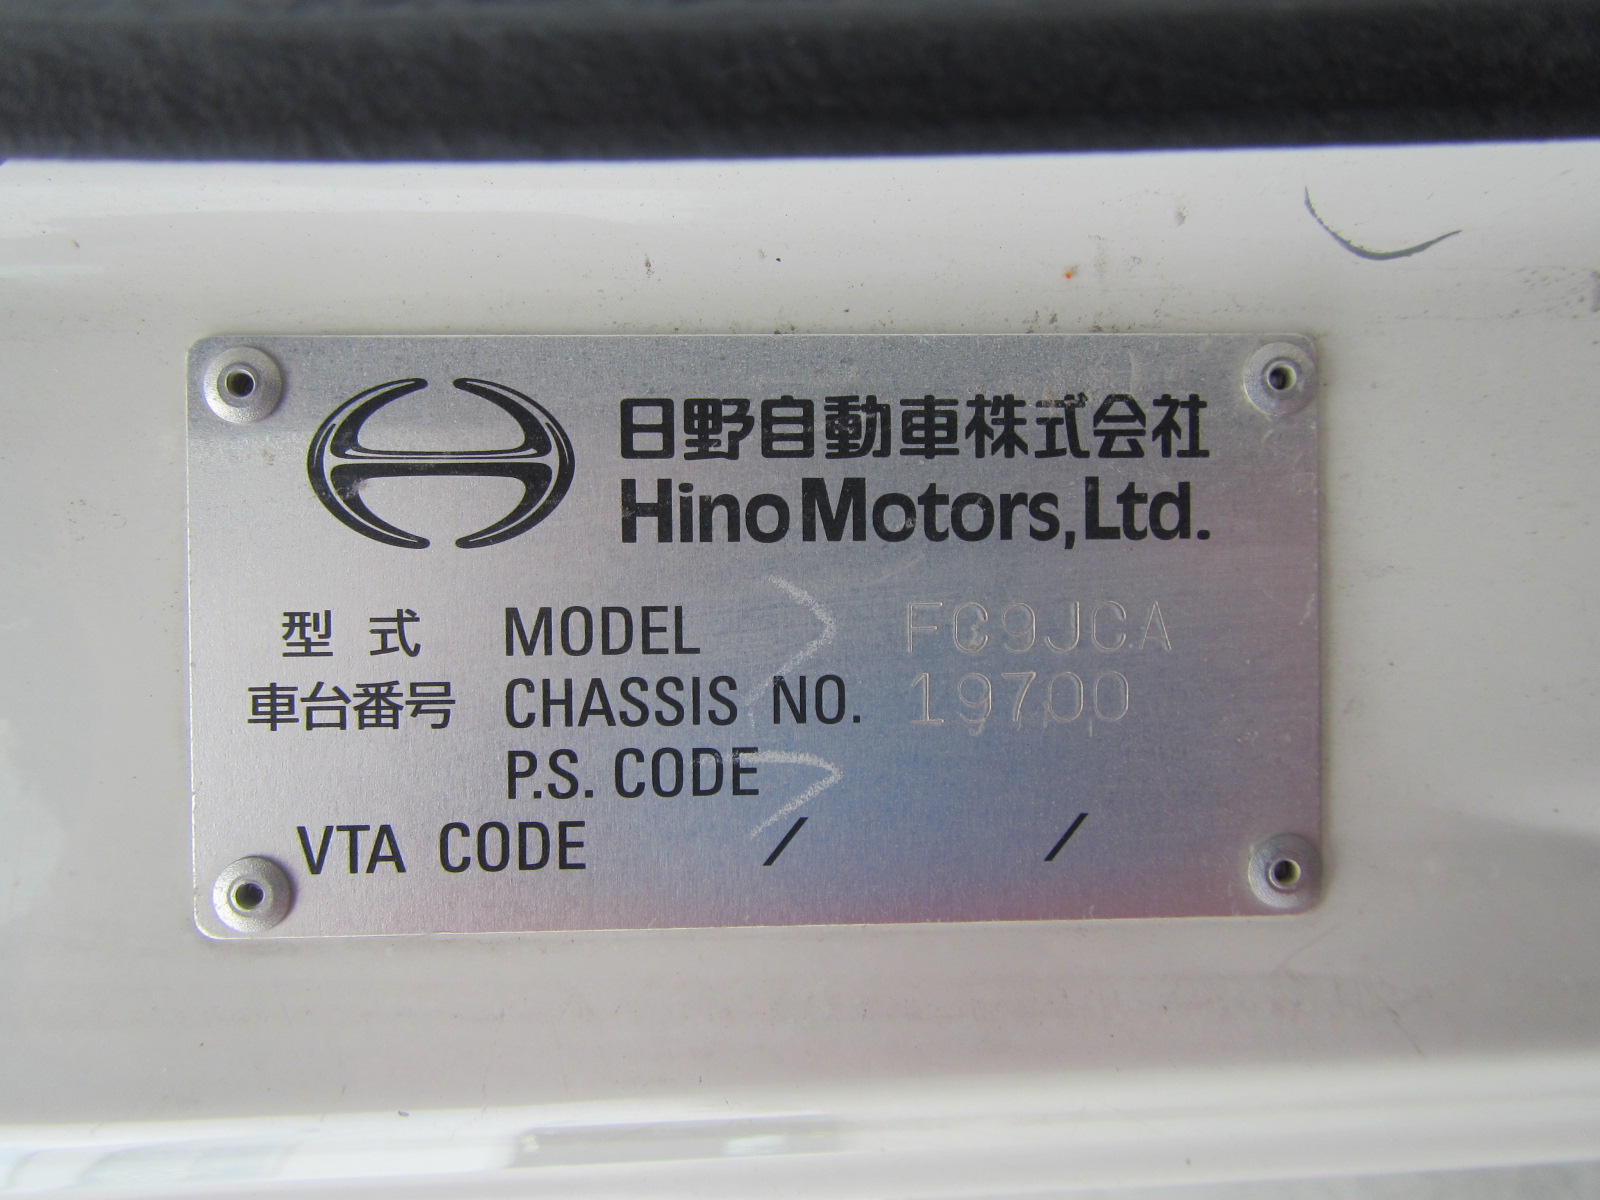 日野自動車株式会社
Hino Motors, Ltd.
型式 MODEL FC9JCA
車台番号 CHASSIS NO. 19700
P.S. CODE
VTA CODE / /